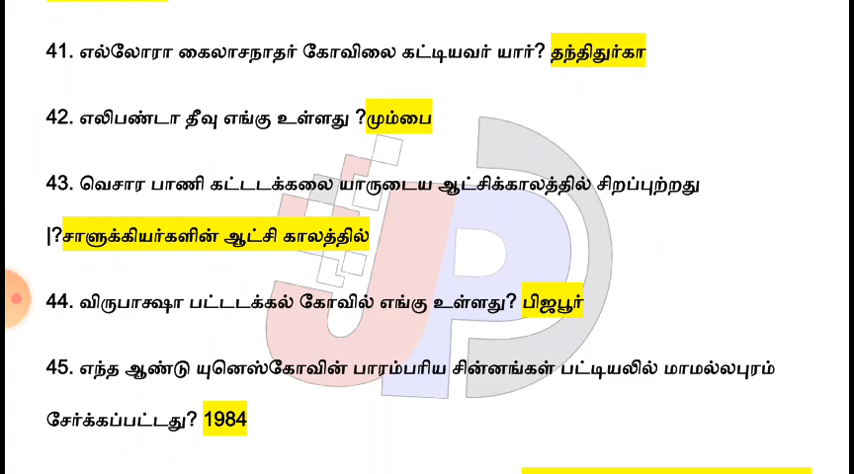 41. எல்லோரா கைலாசநாதர் கோவிலை கட்டியவர் யார்? தந்திதுர்கா
42. எலிபண்டா தீவு எங்கு உள்ளது ?மும்பை
43. வெசார பாணி கட்டடக்கலை யாருடைய ஆட்சிக்காலத்தில் சிறப்புற்றது
|?சாளுக்கியர்களின் ஆட்சி காலத்தில்
44. விருபாக்ஷா பட்டடக்கல் கோவில் எங்கு உள்ளது? பிஜபூர்
45. எந்த ஆண்டு யுனெஸ்கோவின் பாரம்பரிய சின்னங்கள் பட்டியலில் மாமல்லபுரம்
சேர்க்கப்பட்டது? 1984
JP